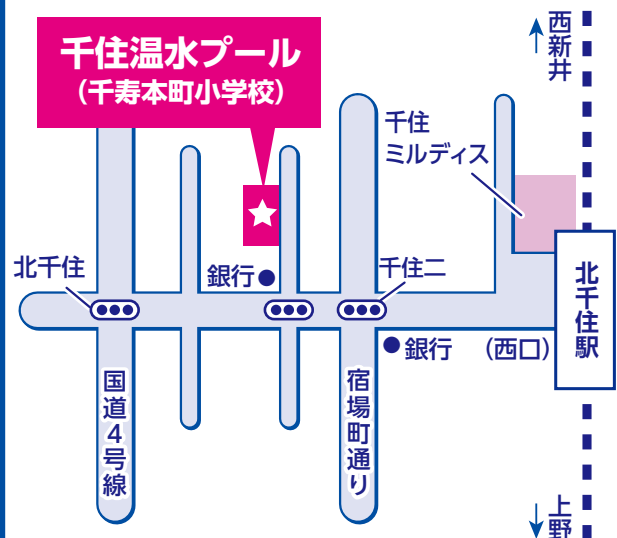 千住温水プール
（千寿本町小学校）
西新井
千住
ミルディス
北千住
銀行
千住二
銀行
（西口）
北千住駅
国道4号線
宿場町通り
上野